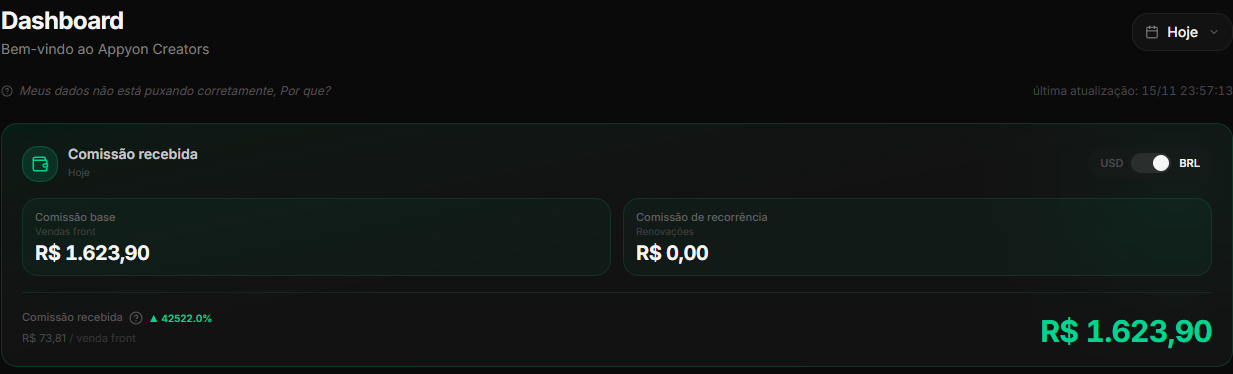 Dashboard
Bem-vindo ao Appyon Creators
Hoje
Meus dados não está puxando corretamente, Por que?
última atualização: 15/11 23:57:13
Comissão recebida
Hoje
USD BRL
Comissão base
Vendas front
R$ 1.623,90
Comissão de recorrência
Renovações
R$ 0,00
Comissão recebida ? ▲ 42522.0%
R$ 73,81 / venda front
R$ 1.623,90